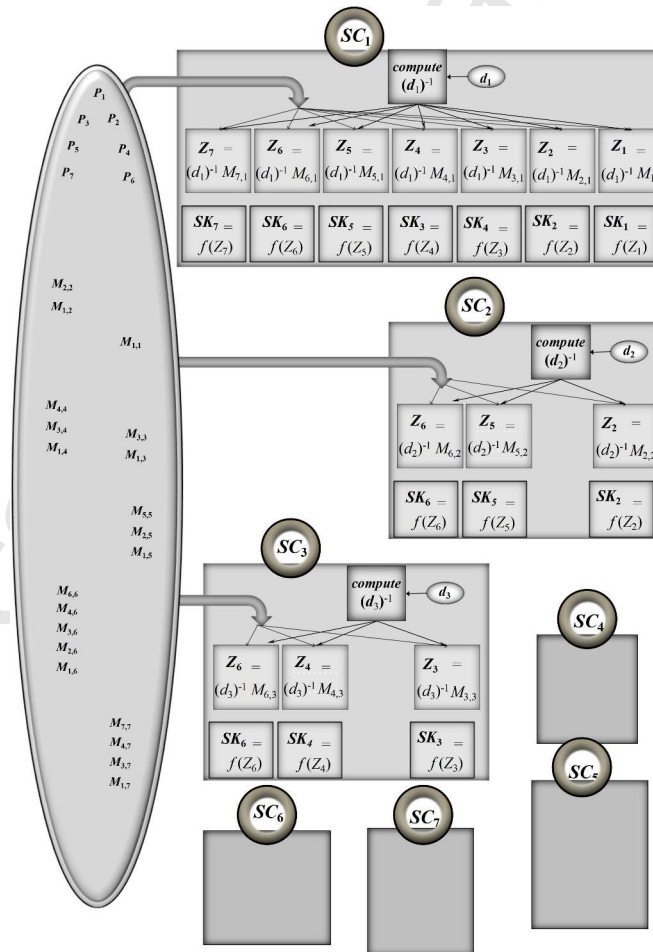 SC1
compute
(d1)-1
d1
P1
P3 P2
P5 P4
P7 P6
Z7 = Z6 = Z5 = Z4 = Z3 = Z2 = Z1 =
(d1)-1 M7,1 (d1)-1 M6,1 (d1)-1 M5,1 (d1)-1 M4,1 (d1)-1 M3,1 (d1)-1 M2,1 (d1)-1 M1
SK7 = SK6 = SK5 = SK3 = SK4 = SK2 = SK1 =
f(Z7) f(Z6) f(Z5) f(Z4) f(Z3) f(Z2) f(Z1)
M2,2
M1,2
M1,1
SC2
compute
(d2)-1
d2
Z6 = Z5 = Z2 =
(d2)-1 M6,2 (d2)-1 M5,2 (d2)-1 M2,2
SK6 = SK5 = SK2 =
f(Z6) f(Z5) f(Z2)
M4,4
M3,4
M1,4
M3,3
M1,3
M5,5
M2,5
M1,5
SC3
compute
(d3)-1
d3
Z6 = Z4 = Z3 =
(d3)-1 M6,3 (d3)-1 M4,3 (d3)-1 M3,3
SK6 = SK4 = SK3 =
f(Z6) f(Z4) f(Z3)
M6,6
M4,6
M3,6
M2,6
M1,6
M7,7
M4,7
M3,7
M1,7
SC4
SC5
SC6
SC7